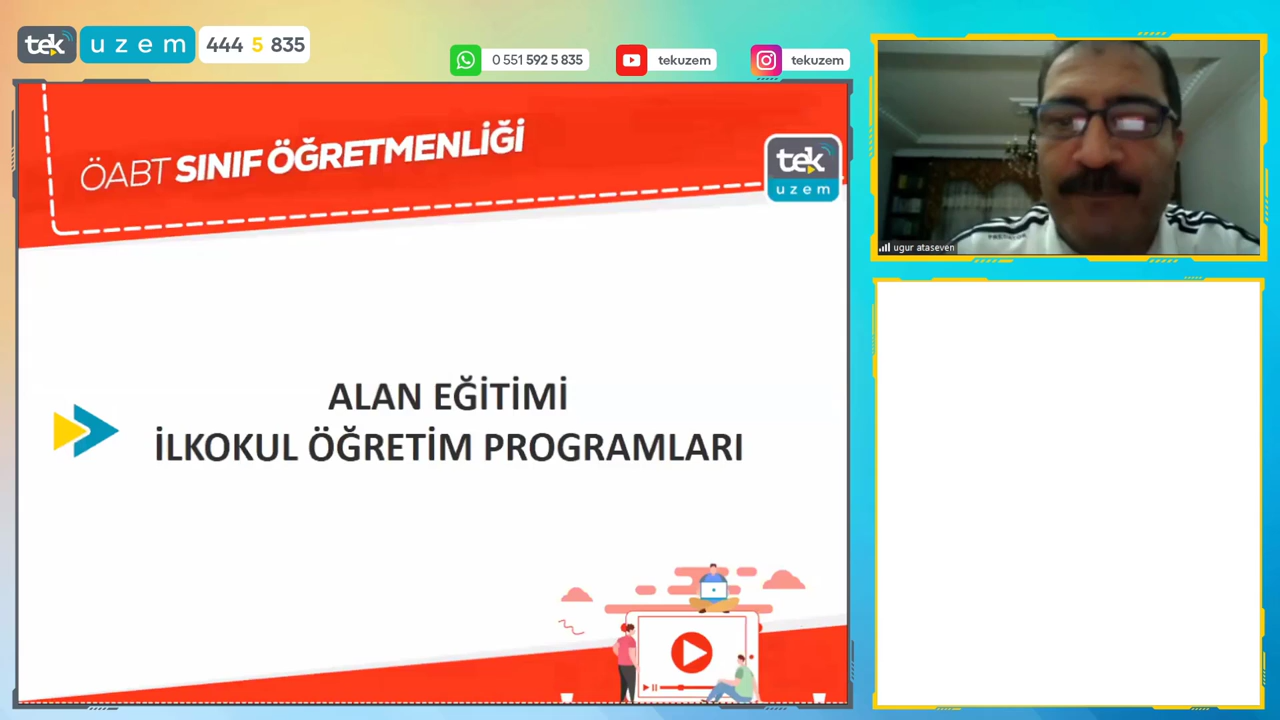 tek uzem 444 5 835
0 551 592 5 835 tekuzem tekuzem
ÖABT SINIF ÖĞRETMENLİĞİ
tek
uzem
ALAN EĞİTİMİ
İLKOKUL ÖĞRETİM PROGRAMLARI
ugur ataseven